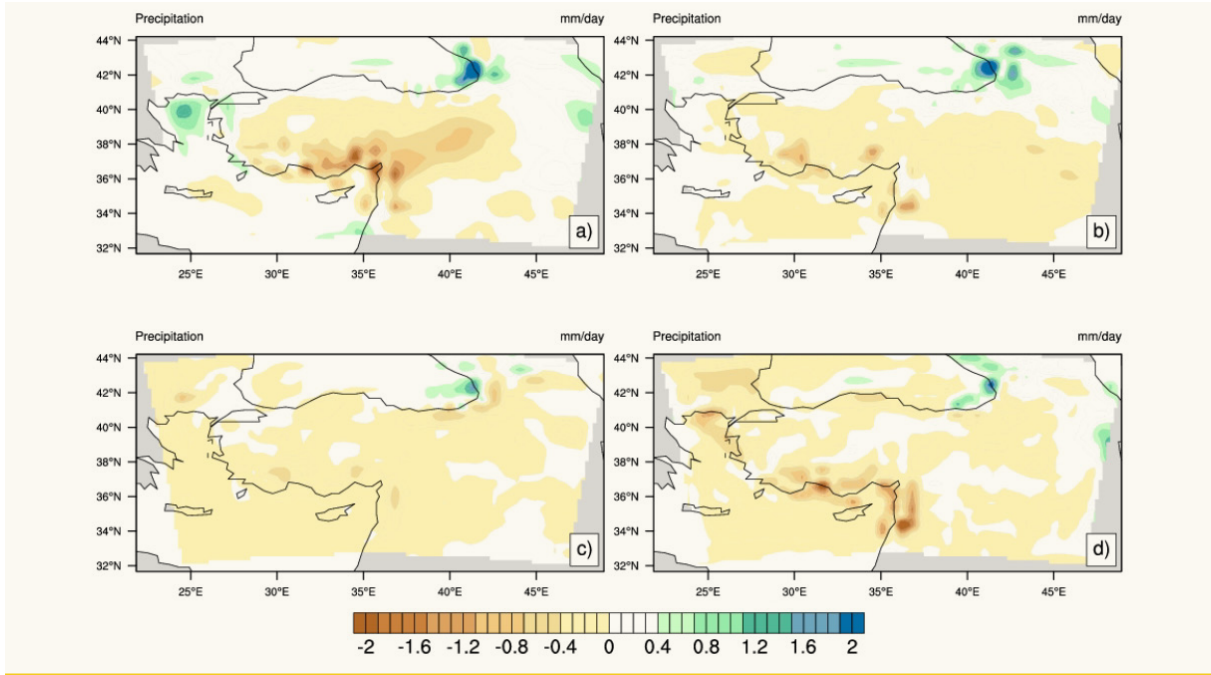 Precipitation mm/day Precipitation mm/day
44°N 44°N
42°N 42°N
40°N 40°N
38°N 38°N
36°N 36°N
34°N 34°N
32°N 32°N
a) b)
25°E 30°E 35°E 40°E 45°E 25°E 30°E 35°E 40°E 45°E
Precipitation mm/day Precipitation mm/day
44°N 44°N
42°N 42°N
40°N 40°N
38°N 38°N
36°N 36°N
34°N 34°N
32°N 32°N
c) d)
25°E 30°E 35°E 40°E 45°E 25°E 30°E 35°E 40°E 45°E
-2 -1.6 -1.2 -0.8 -0.4 0 0.4 0.8 1.2 1.6 2